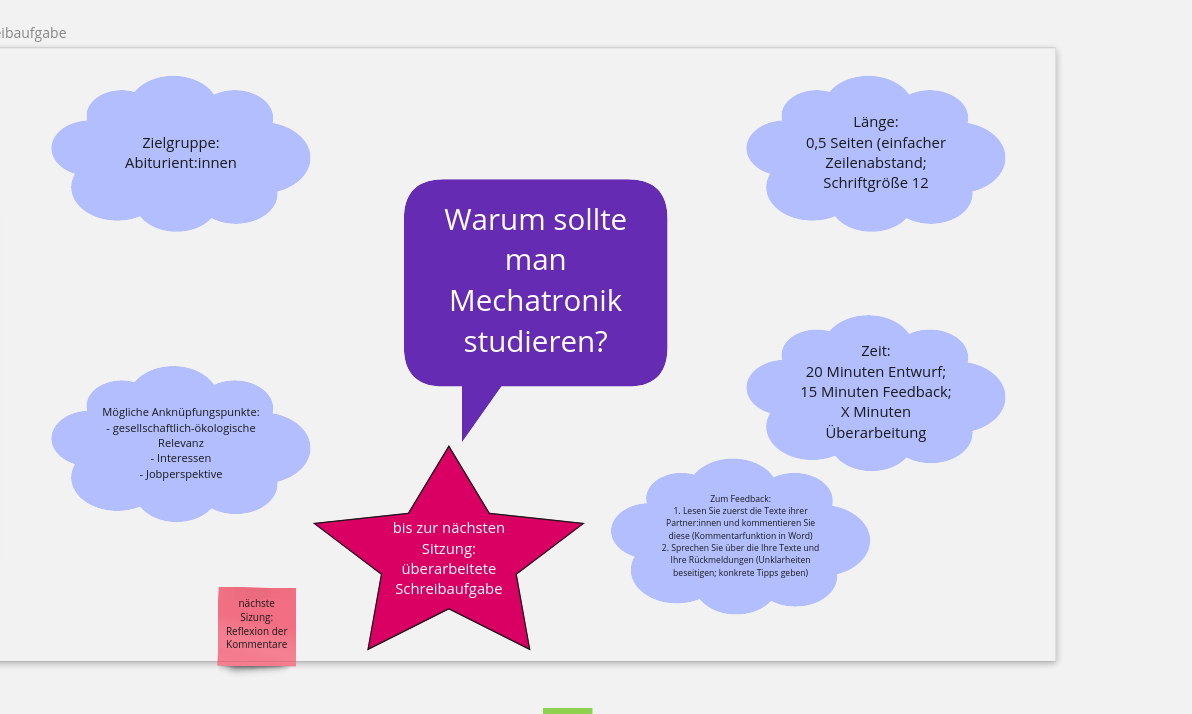 eibaufgabe
Zielgruppe:
Abiturient:innen
Länge:
0,5 Seiten (einfacher
Zeilenabstand;
Schriftgröße 12
Warum sollte
man
Mechatronik
studieren?
Zeit:
20 Minuten Entwurf;
15 Minuten Feedback;
X Minuten
Überarbeitung
Mögliche Anknüpfungspunkte:
- gesellschaftlich-ökologische
Relevanz
- Interessen
- Jobperspektive
bis zur nächsten
Sitzung:
überarbeitete
Schreibaufgabe
Zum Feedback:
1. Lesen Sie zuerst die Texte ihrer
Partner:innen und kommentieren Sie
diese (Kommentarfunktion in Word)
2. Sprechen Sie über die Ihre Texte und
Ihre Rückmeldungen (Unklarheiten
beseitigen; konkrete Tipps geben)
nächste
Sizung:
Reflexion der
Kommentare